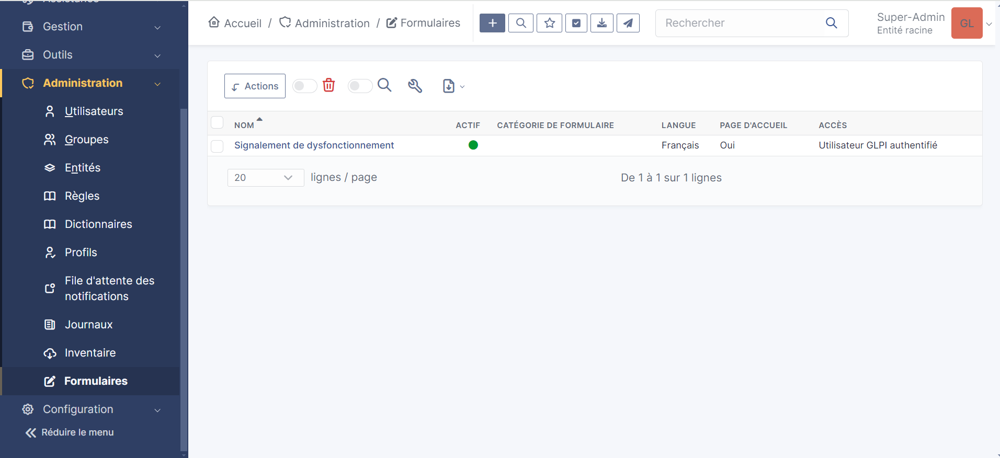 Assistance
Gestion
Outils
Administration
Utilisateurs
Groupes
Entités
Règles
Dictionnaires
Profils
File d'attente des
notifications
Journaux
Inventaire
Formulaires
Configuration
Réduire le menu
Accueil / Administration / Formulaires
Rechercher
Super-Admin
Entité racine
GL
Actions
NOM ACTIF CATÉGORIE DE FORMULAIRE LANGUE PAGE D'ACCUEIL ACCÈS
Signalement de dysfonctionnement Français Oui Utilisateur GLPI authentifié
20 lignes / page De 1 à 1 sur 1 lignes